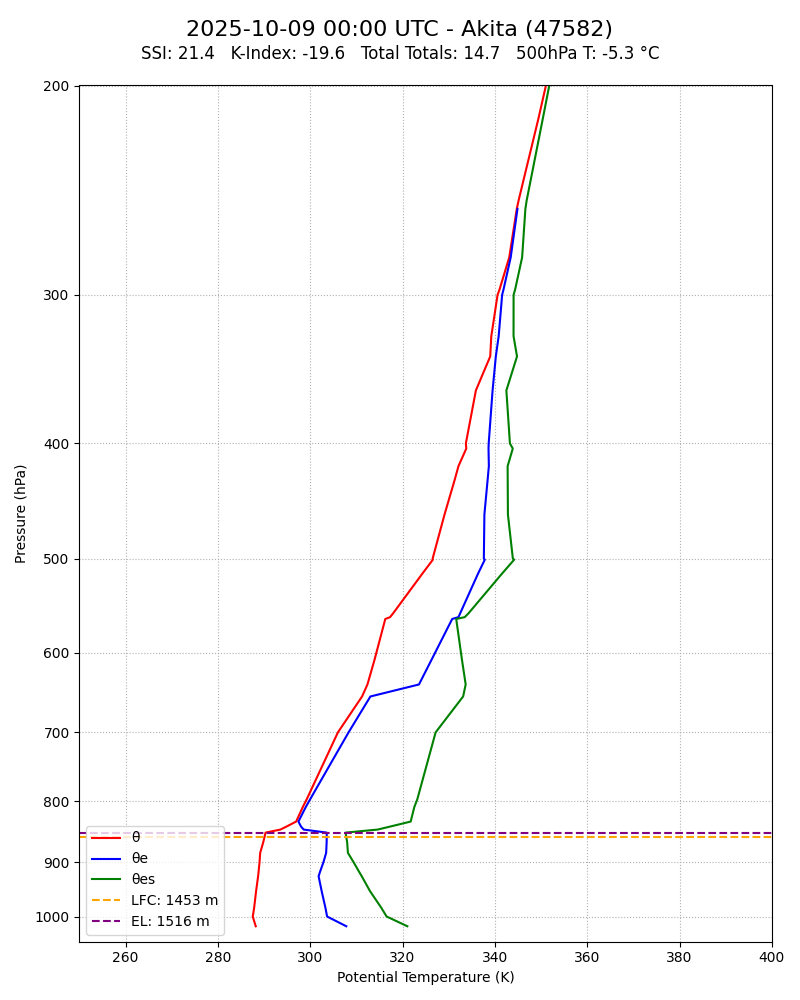 2025-10-09 00:00 UTC - Akita (47582)
SSI: 21.4   K-Index: -19.6   Total Totals: 14.7   500hPa T: -5.3 °C
200
300
400
500
600
700
800
900
1000
Pressure (hPa)
θ
θe
θes
LFC: 1453 m
EL: 1516 m
260
280
300
320
340
360
380
400
Potential Temperature (K)